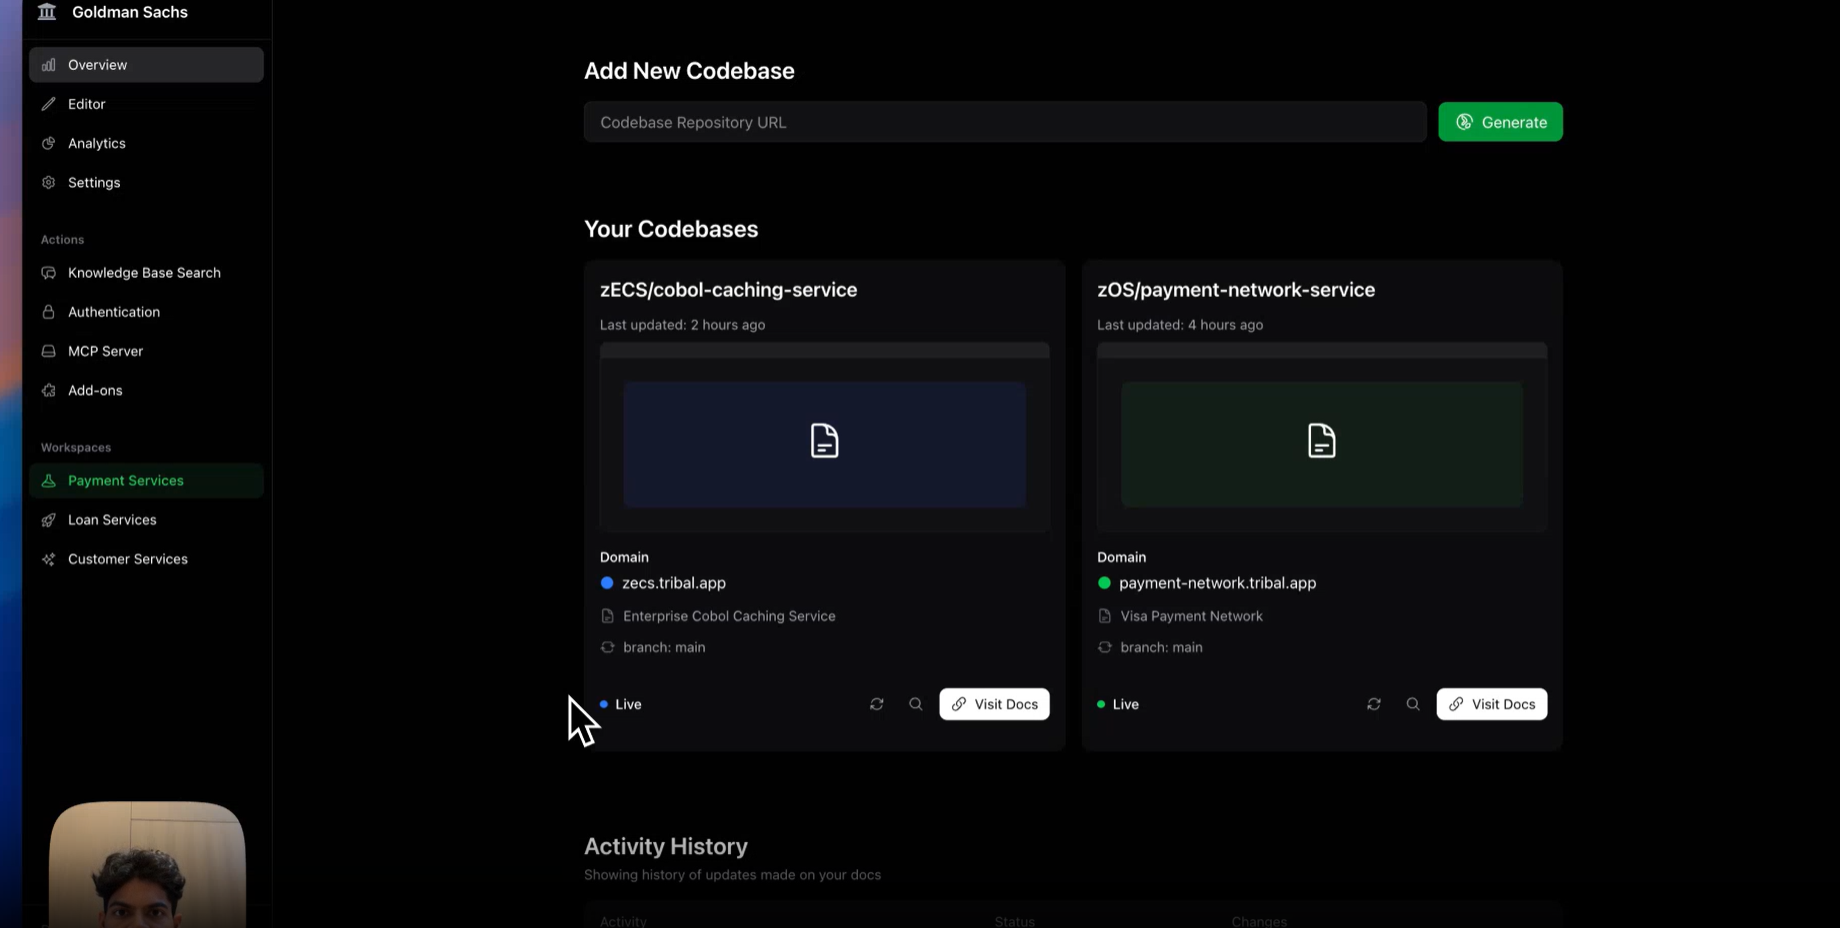 Goldman Sachs
Overview
Editor
Analytics
Settings
Actions
Knowledge Base Search
Authentication
MCP Server
Add-ons
Workspaces
Payment Services
Loan Services
Customer Services
Add New Codebase
Codebase Repository URL
Generate
Your Codebases
zECS/cobol-caching-service
Last updated: 2 hours ago
Domain
zecs.tribal.app
Enterprise Cobol Caching Service
branch: main
Live
Visit Docs
zOS/payment-network-service
Last updated: 4 hours ago
Domain
payment-network.tribal.app
Visa Payment Network
branch: main
Live
Visit Docs
Activity History
Showing history of updates made on your docs
Activity Status Changes